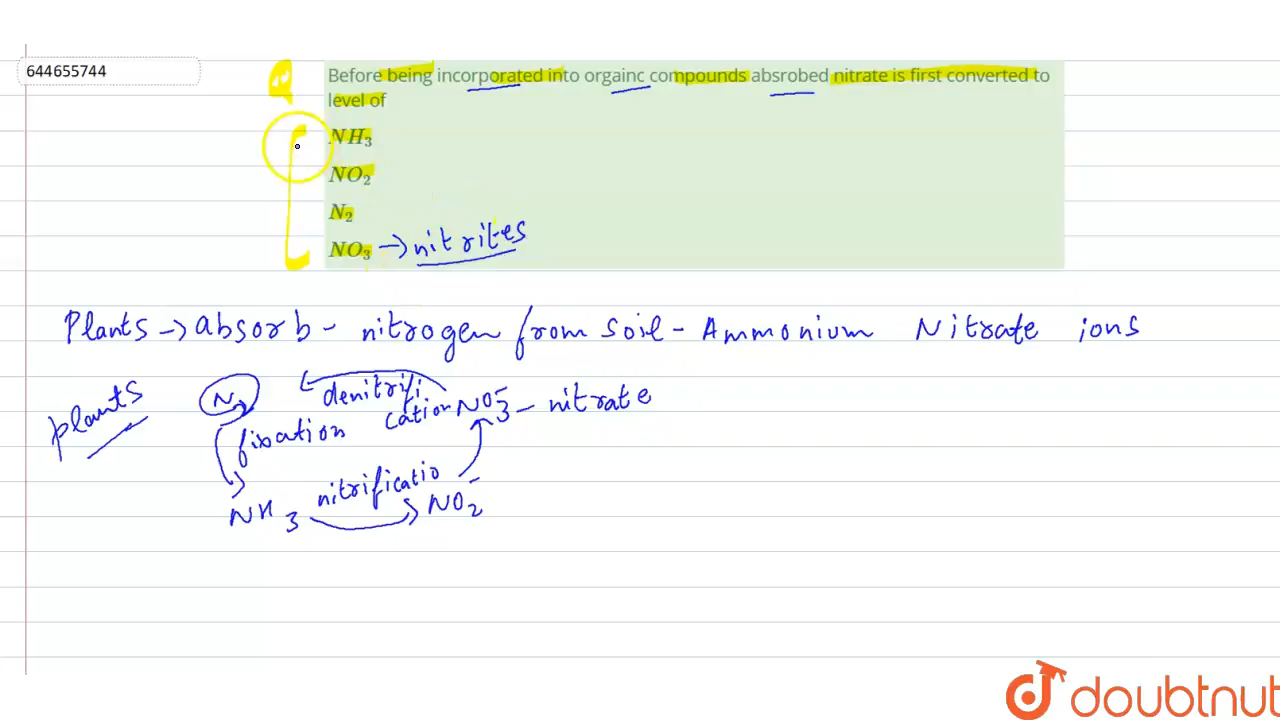 644655744
Q
Before being incorporated into orgainc compounds absrobed nitrate is first converted to
level of
NH3
NO2
N2
NO3 → nitrites
Plants → absorb - nitrogen from soil - Ammonium Nitrate ions
plants
N2
denitrifi
cation
NO3- - nitrate
fixation
nitrificatio
NH3
NO2-
doubtnut